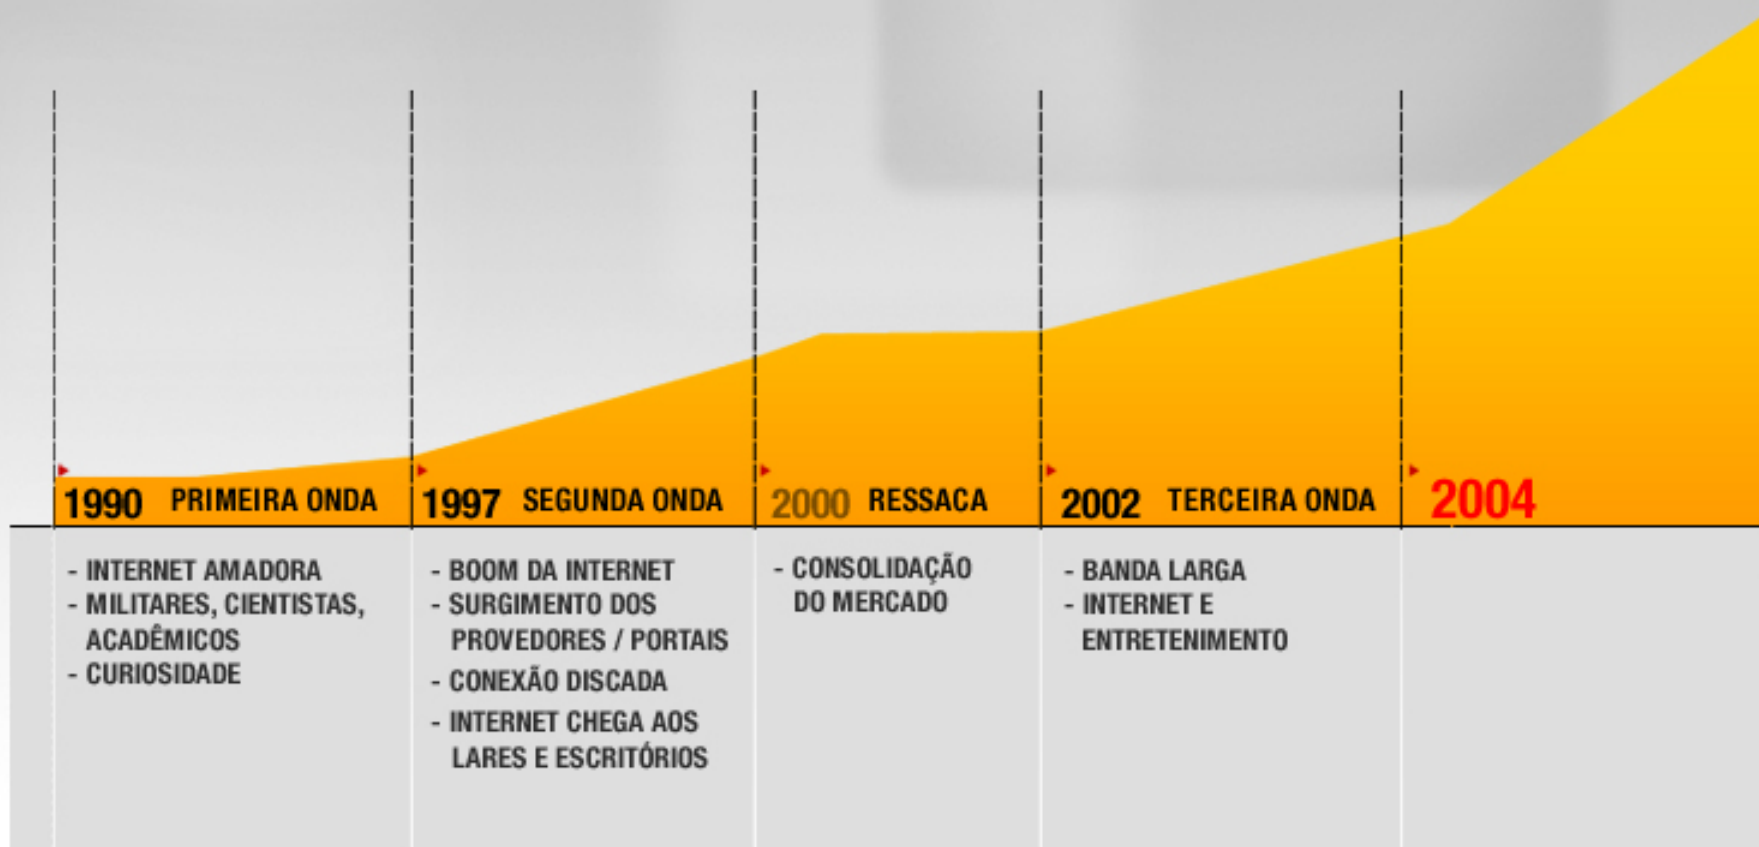 1990 PRIMEIRA ONDA
1997 SEGUNDA ONDA
2000 RESSACA
2002 TERCEIRA ONDA
2004
- INTERNET AMADORA
- MILITARES, CIENTISTAS,
ACADÊMICOS
- CURIOSIDADE
- BOOM DA INTERNET
- SURGIMENTO DOS
PROVEDORES / PORTAIS
- CONEXÃO DISCADA
- INTERNET CHEGA AOS
LARES E ESCRITÓRIOS
- CONSOLIDAÇÃO
DO MERCADO
- BANDA LARGA
- INTERNET E
ENTRETENIMENTO